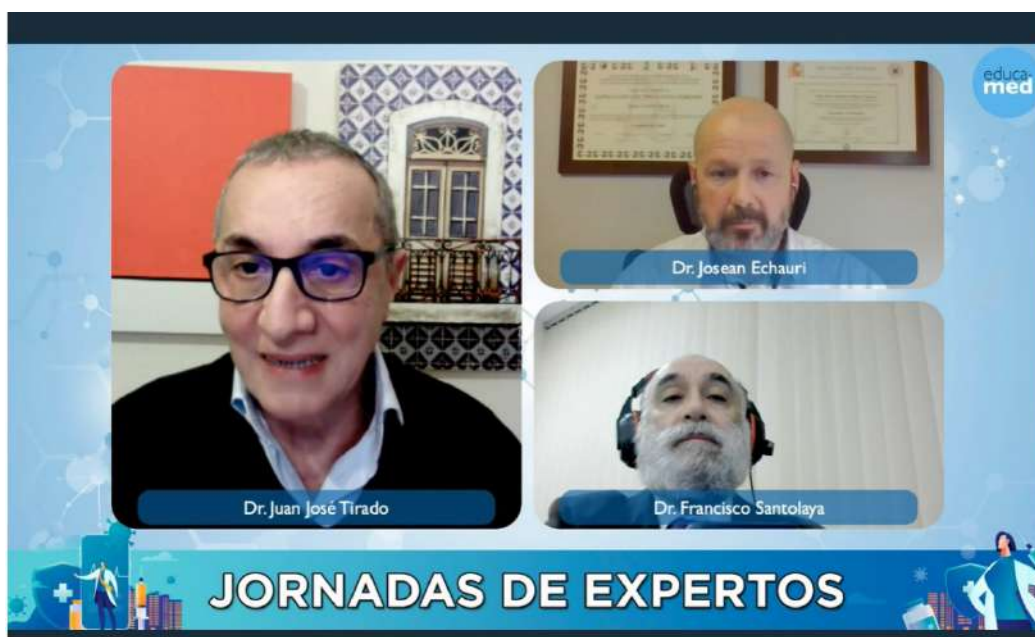 educa-
med
Dr. Josean Echauri
Dr. Juan José Tirado
Dr. Francisco Santolaya
JORNADAS DE EXPERTOS